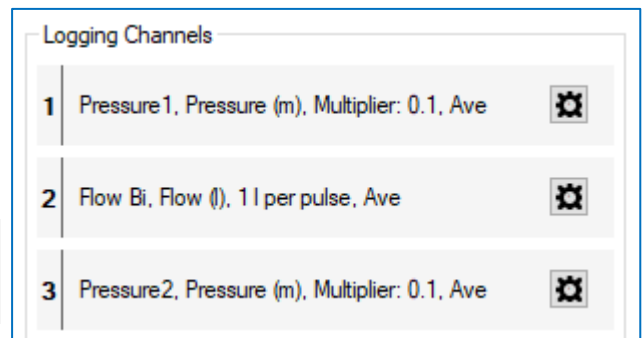 Logging Channels
1 Pressure1, Pressure (m), Multiplier: 0.1, Ave
2 Flow Bi, Flow (l), 1 l per pulse, Ave
3 Pressure2, Pressure (m), Multiplier: 0.1, Ave